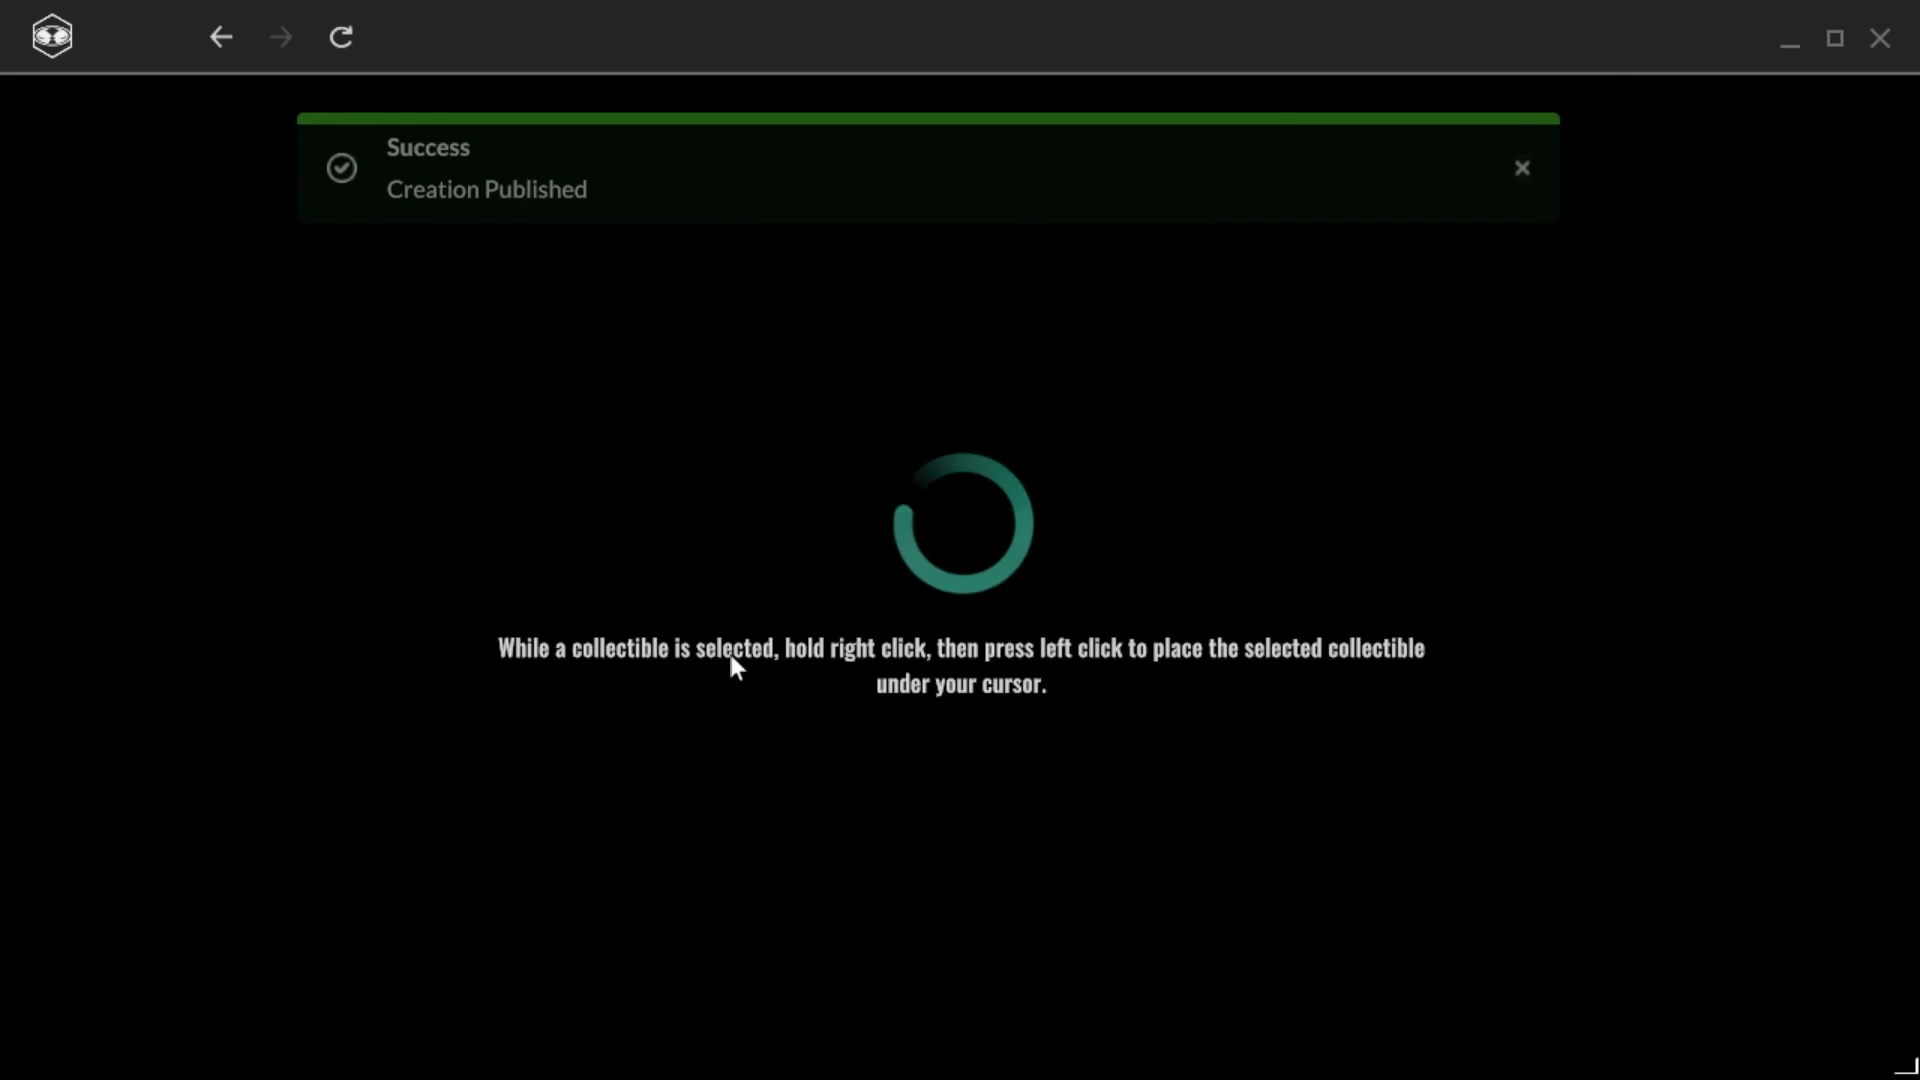 Success
Creation Published
While a collectible is selected, hold right click, then press left click to place the selected collectible
under your cursor.